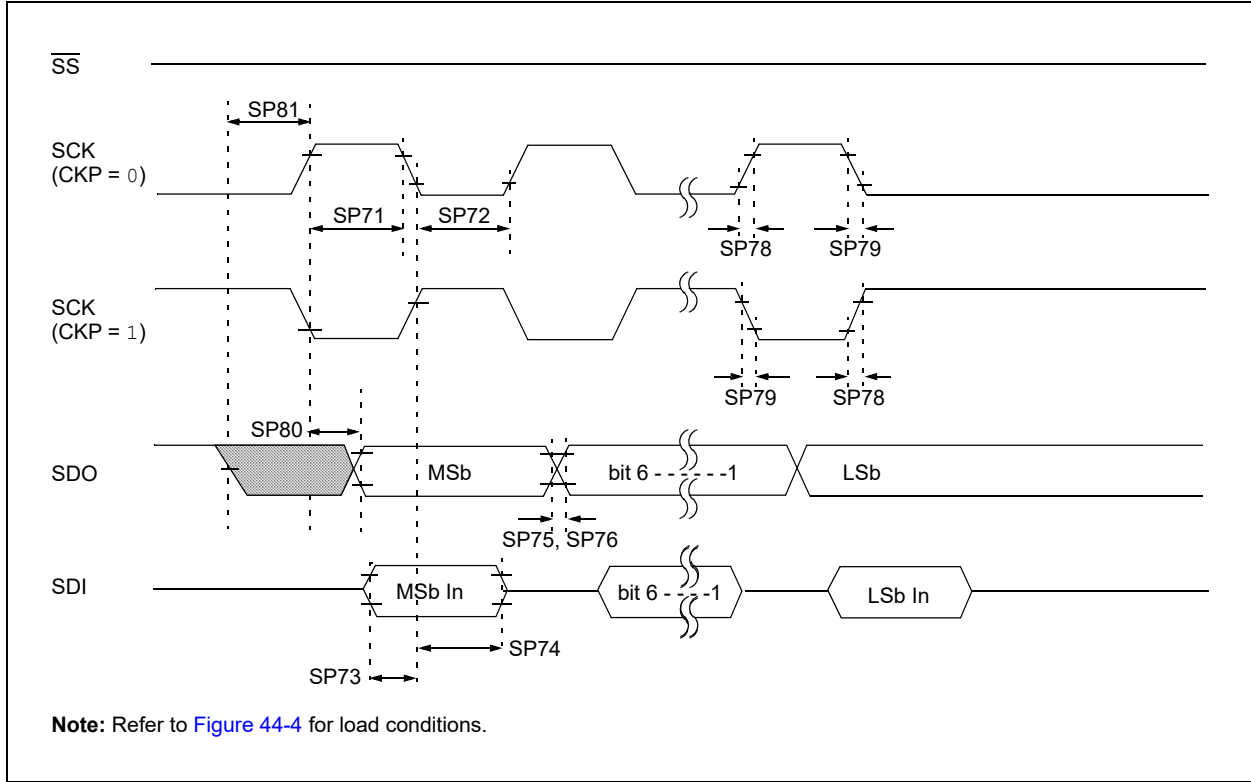 SS
SP81
SCK
(CKP = 0)
SP71
SP72
SP78
SP79
SCK
(CKP = 1)
SP79
SP78
SP80
SDO
MSb
bit 6 - - - - - - -1
LSb
SP75, SP76
SDI
MSb In
bit 6 - - - - -1
LSb In
SP74
SP73
Note: Refer to Figure 44-4 for load conditions.